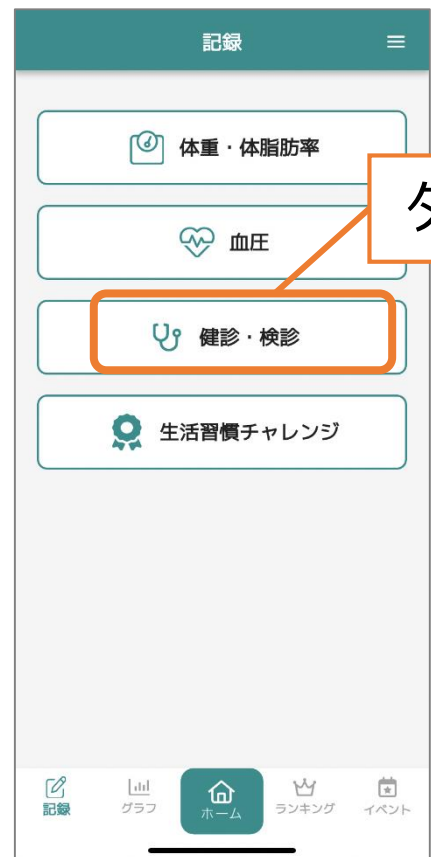 記録
体重・体脂肪率
タ
血圧
健診・検診
生活習慣チャレンジ
記録
グラフ
ホーム
ランキング
イベント